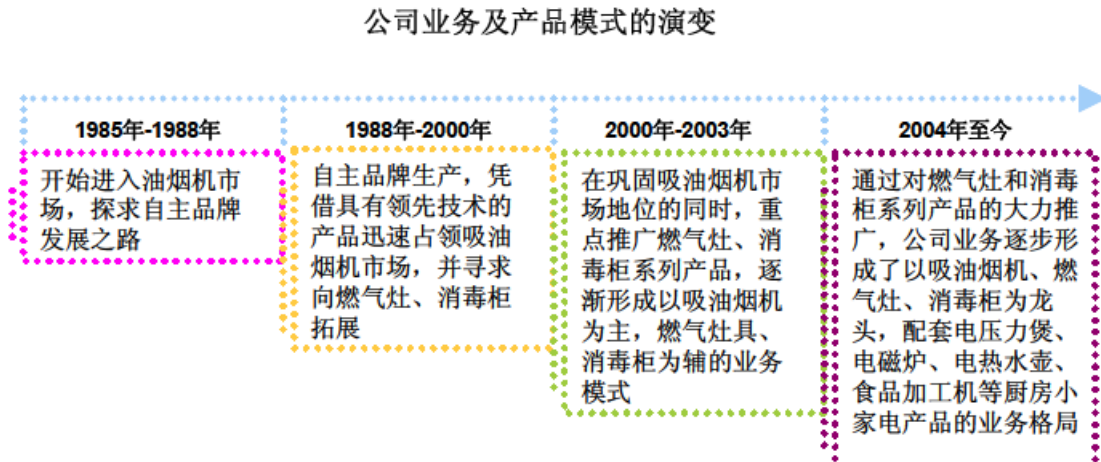 公司业务及产品模式的演变
1985年-1988年
开始进入油烟机市
场，探求自主品牌
发展之路
1988年-2000年
自主品牌生产，凭
借具有领先技术的
产品迅速占领吸油
烟机市场，并寻求
向燃气灶、消毒柜
拓展
2000年-2003年
在巩固吸油烟机市
场地位的同时，重
点推广燃气灶、消
毒柜系列产品，逐
渐形成以吸油烟机
为主，燃气灶具、
消毒柜为辅的业务
模式
2004年至今
通过对燃气灶和消毒
柜系列产品的大力推
广，公司业务逐步形
成了以吸油烟机、燃
气灶、消毒柜为龙
头，配套电压力煲、
电磁炉、电热水壶、
食品加工机等厨房小
家电产品的业务格局